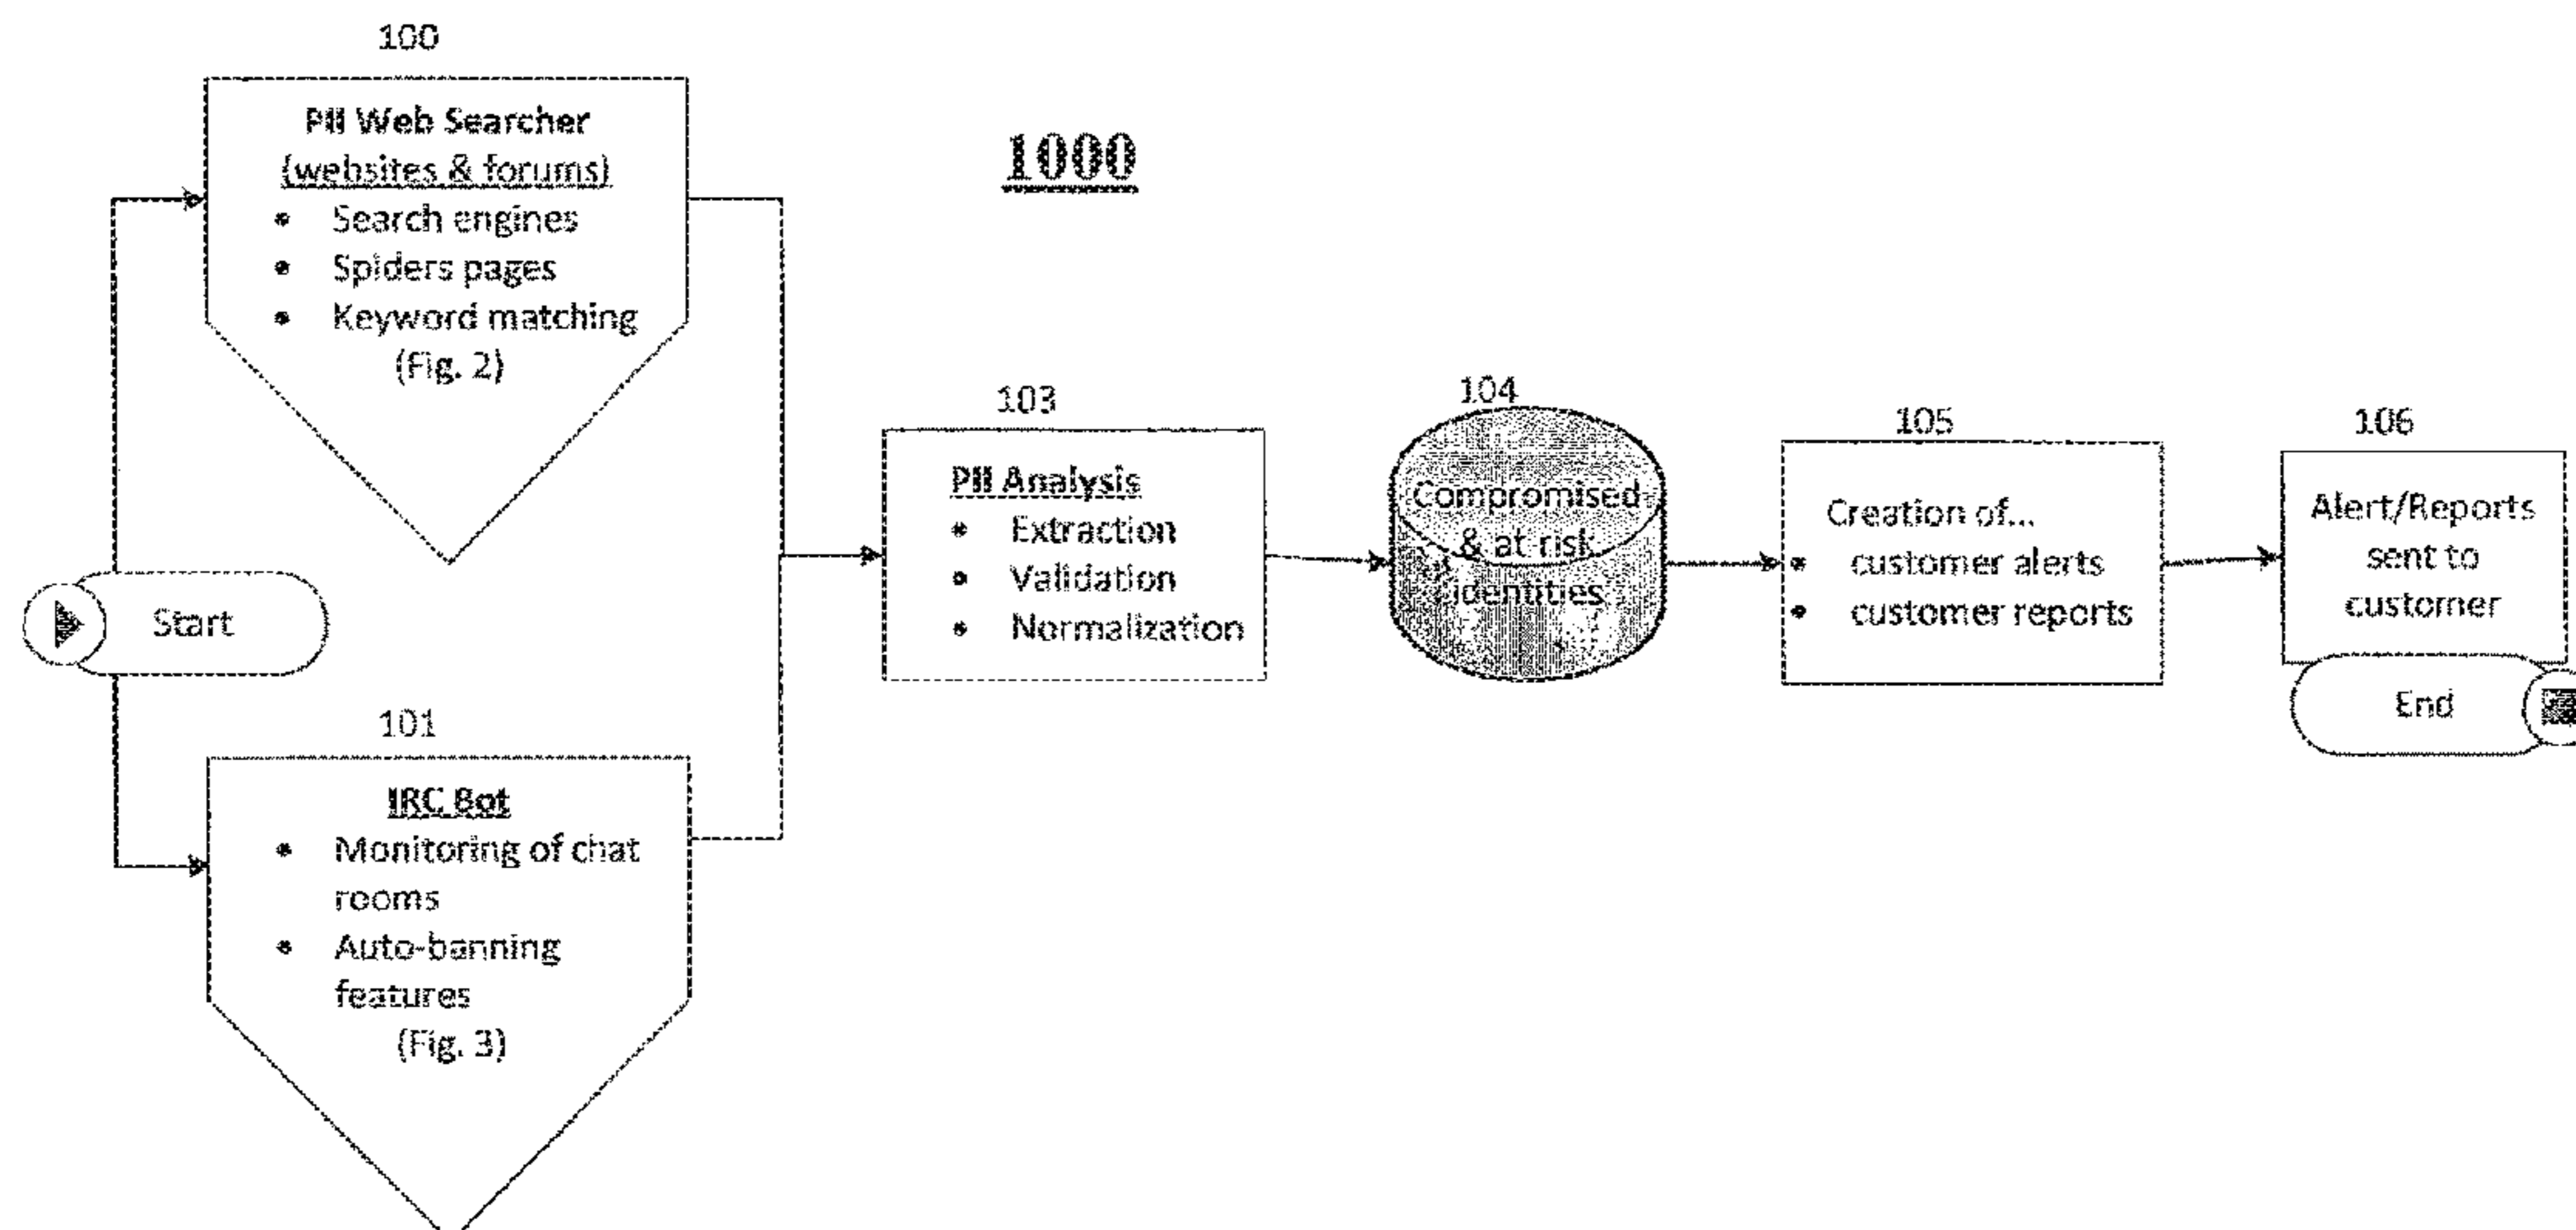 100
PII Web Searcher
(websites & forums)
• Search engines
• Spiders pages
• Keyword matching
(Fig. 2)
1000
Start
101
IRC Bot
• Monitoring of chat
rooms
• Auto-banning
features
(Fig. 3)
103
PII Analysis
• Extraction
• Validation
• Normalization
104
Compromised
& at risk
identities
105
Creation of...
• customer alerts
• customer reports
106
Alert/Reports
sent to
customer
End